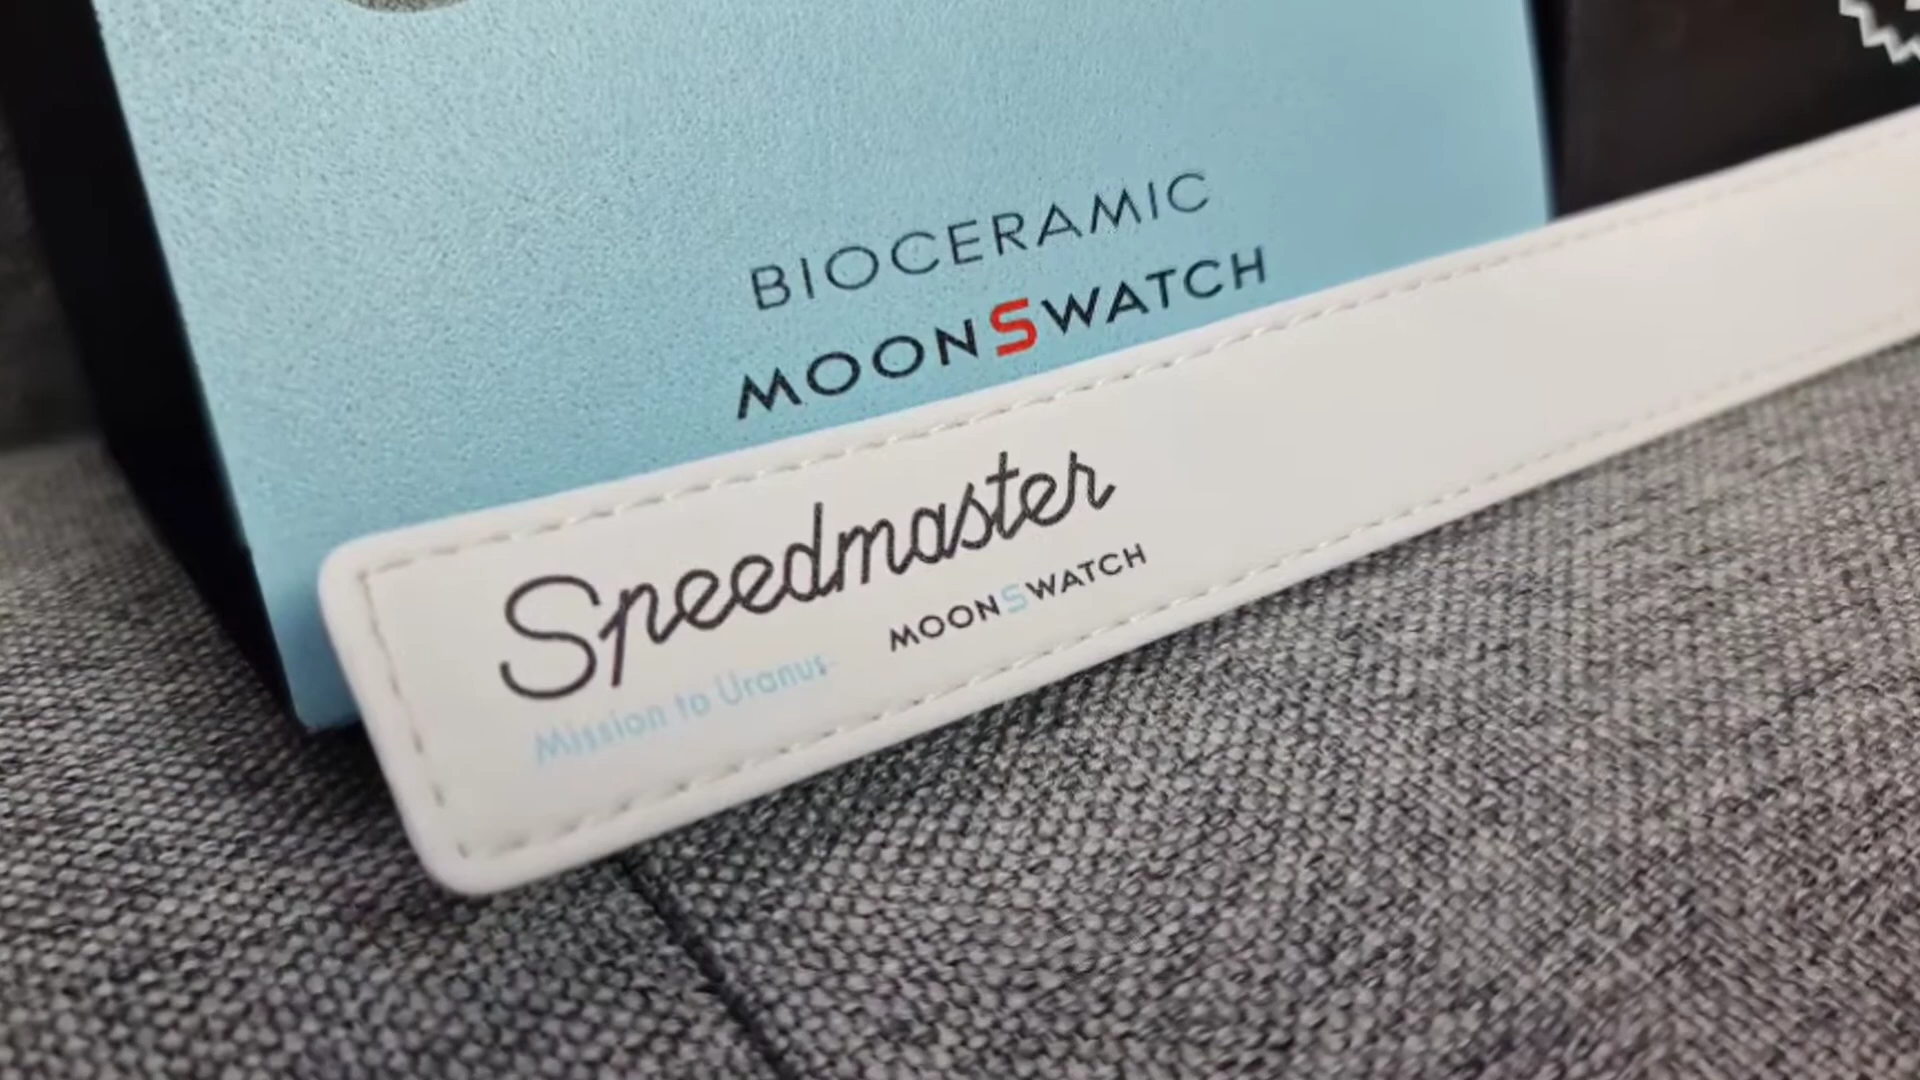 BIOCERAMIC
MOONSWATCH
Speedmaster
MOONSWATCH
Mission to Uranus